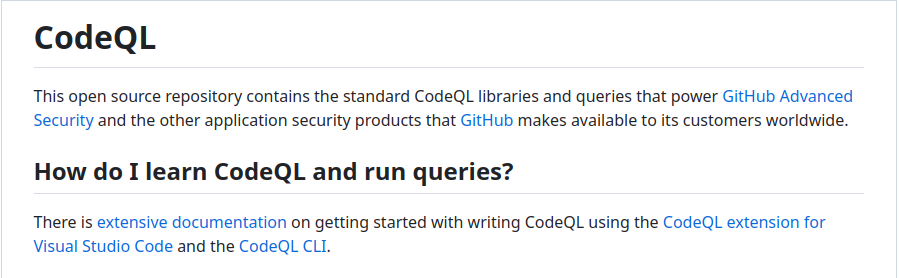 CodeQL
This open source repository contains the standard CodeQL libraries and queries that power GitHub Advanced
Security and the other application security products that GitHub makes available to its customers worldwide.
How do I learn CodeQL and run queries?
There is extensive documentation on getting started with writing CodeQL using the CodeQL extension for
Visual Studio Code and the CodeQL CLI.